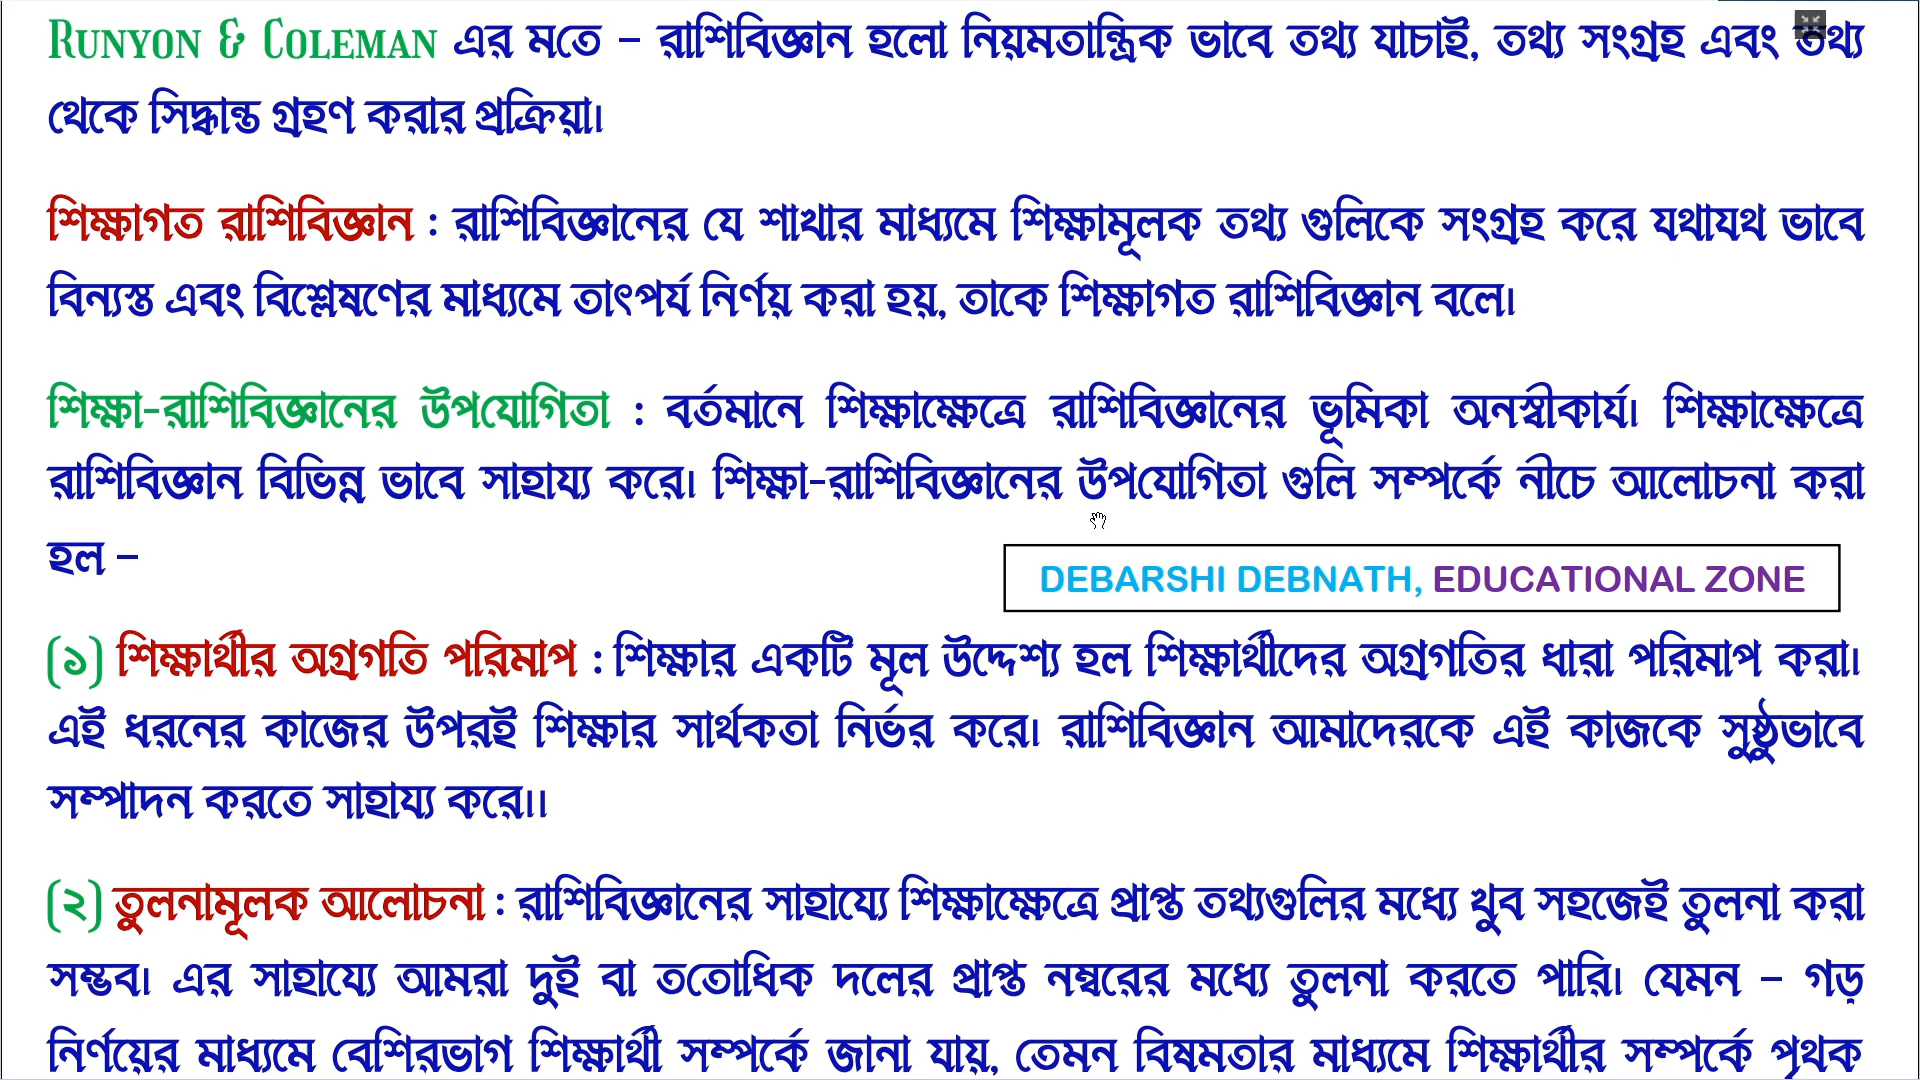 RUNYON & COLEMAN এর মতে – রাশিবিজ্ঞান হলো নিয়মতান্ত্রিক ভাবে তথ্য যাচাই, তথ্য সংগ্রহ এবং তথ্য
থেকে সিদ্ধান্ত গ্রহণ করার প্রক্রিয়া।
শিক্ষাগত রাশিবিজ্ঞান : রাশিবিজ্ঞানের যে শাখার মাধ্যমে শিক্ষামূলক তথ্য গুলিকে সংগ্রহ করে যথাযথ ভাবে
বিন্যস্ত এবং বিশ্লেষণের মাধ্যমে তাৎপর্য নির্ণয় করা হয়, তাকে শিক্ষাগত রাশিবিজ্ঞান বলে।
শিক্ষা-রাশিবিজ্ঞানের উপযোগিতা : বর্তমানে শিক্ষাক্ষেত্রে রাশিবিজ্ঞানের ভূমিকা অনস্বীকার্য। শিক্ষাক্ষেত্রে
রাশিবিজ্ঞান বিভিন্ন ভাবে সাহায্য করে। শিক্ষা-রাশিবিজ্ঞানের উপযোগিতা গুলি সম্পর্কে নীচে আলোচনা করা
হল –
DEBARSHI DEBNATH, EDUCATIONAL ZONE
(১) শিক্ষার্থীর অগ্রগতি পরিমাপ : শিক্ষার একটি মূল উদ্দেশ্য হল শিক্ষার্থীদের অগ্রগতির ধারা পরিমাপ করা।
এই ধরনের কাজের উপরই শিক্ষার সার্থকতা নির্ভর করে। রাশিবিজ্ঞান আমাদেরকে এই কাজকে সুষ্ঠুভাবে
সম্পাদন করতে সাহায্য করে।।
(২) তুলনামূলক আলোচনা : রাশিবিজ্ঞানের সাহায্যে শিক্ষাক্ষেত্রে প্রাপ্ত তথ্যগুলির মধ্যে খুব সহজেই তুলনা করা
সম্ভব। এর সাহায্যে আমরা দুই বা ততোধিক দলের প্রাপ্ত নম্বরের মধ্যে তুলনা করতে পারি। যেমন – গড়
নির্ণয়ের মাধ্যমে বেশিরভাগ শিক্ষার্থী সম্পর্কে জানা যায়, তেমন বিষমতার মাধ্যমে শিক্ষার্থীর সম্পর্কে পৃথক